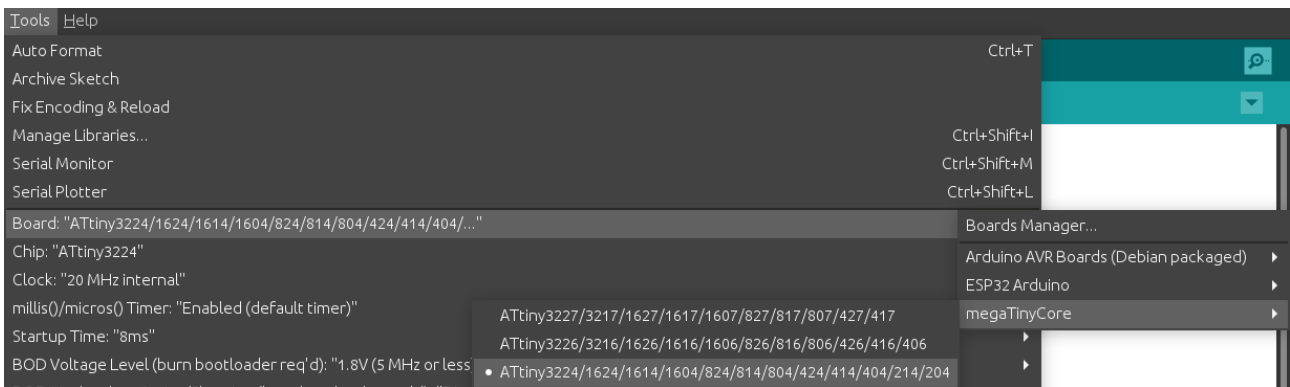 Tools Help
Auto Format Ctrl+T
Archive Sketch
Fix Encoding & Reload
Manage Libraries... Ctrl+Shift+I
Serial Monitor Ctrl+Shift+M
Serial Plotter Ctrl+Shift+L
Board: "ATtiny3224/1624/1614/1604/824/814/804/424/414/404/..."
Chip: "ATtiny3224"
Clock: "20 MHz internal"
millis()/micros() Timer: "Enabled (default timer)"
Startup Time: "8ms"
BOD Voltage Level (burn bootloader req'd): "1.8V (5 MHz or less)
Boards Manager...
Arduino AVR Boards (Debian packaged)
ESP32 Arduino
megaTinyCore
ATtiny3227/3217/1627/1617/1607/827/817/807/427/417
ATtiny3226/3216/1626/1616/1606/826/816/806/426/416/406
ATtiny3224/1624/1614/1604/824/814/804/424/414/404/214/204